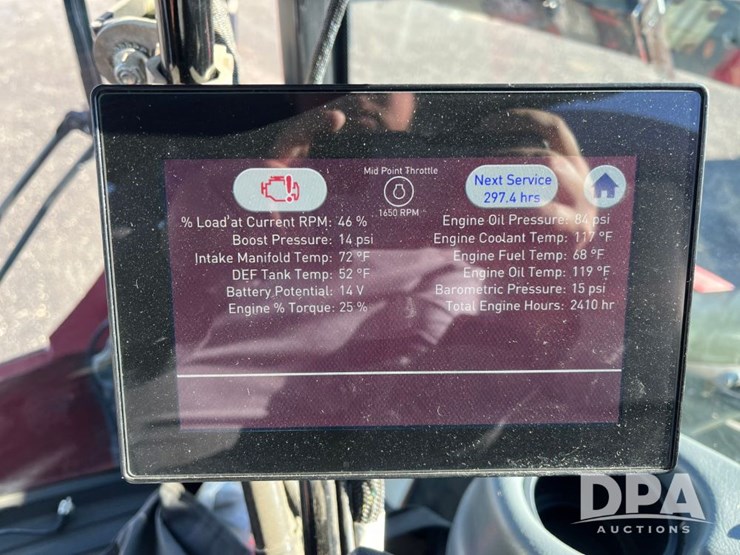 Mid Point Throttle
1650 RPM
Next Service
297.4 hrs
% Load at Current RPM: 46 %
Boost Pressure: 14 psi
Intake Manifold Temp: 72 °F
DEF Tank Temp: 52 °F
Battery Potential: 14 V
Engine % Torque: 25 %
Engine Oil Pressure: 84 psi
Engine Coolant Temp: 117 °F
Engine Fuel Temp: 68 °F
Engine Oil Temp: 119 °F
Barometric Pressure: 15 psi
Total Engine Hours: 2410 hr
DPA
AUCTIONS